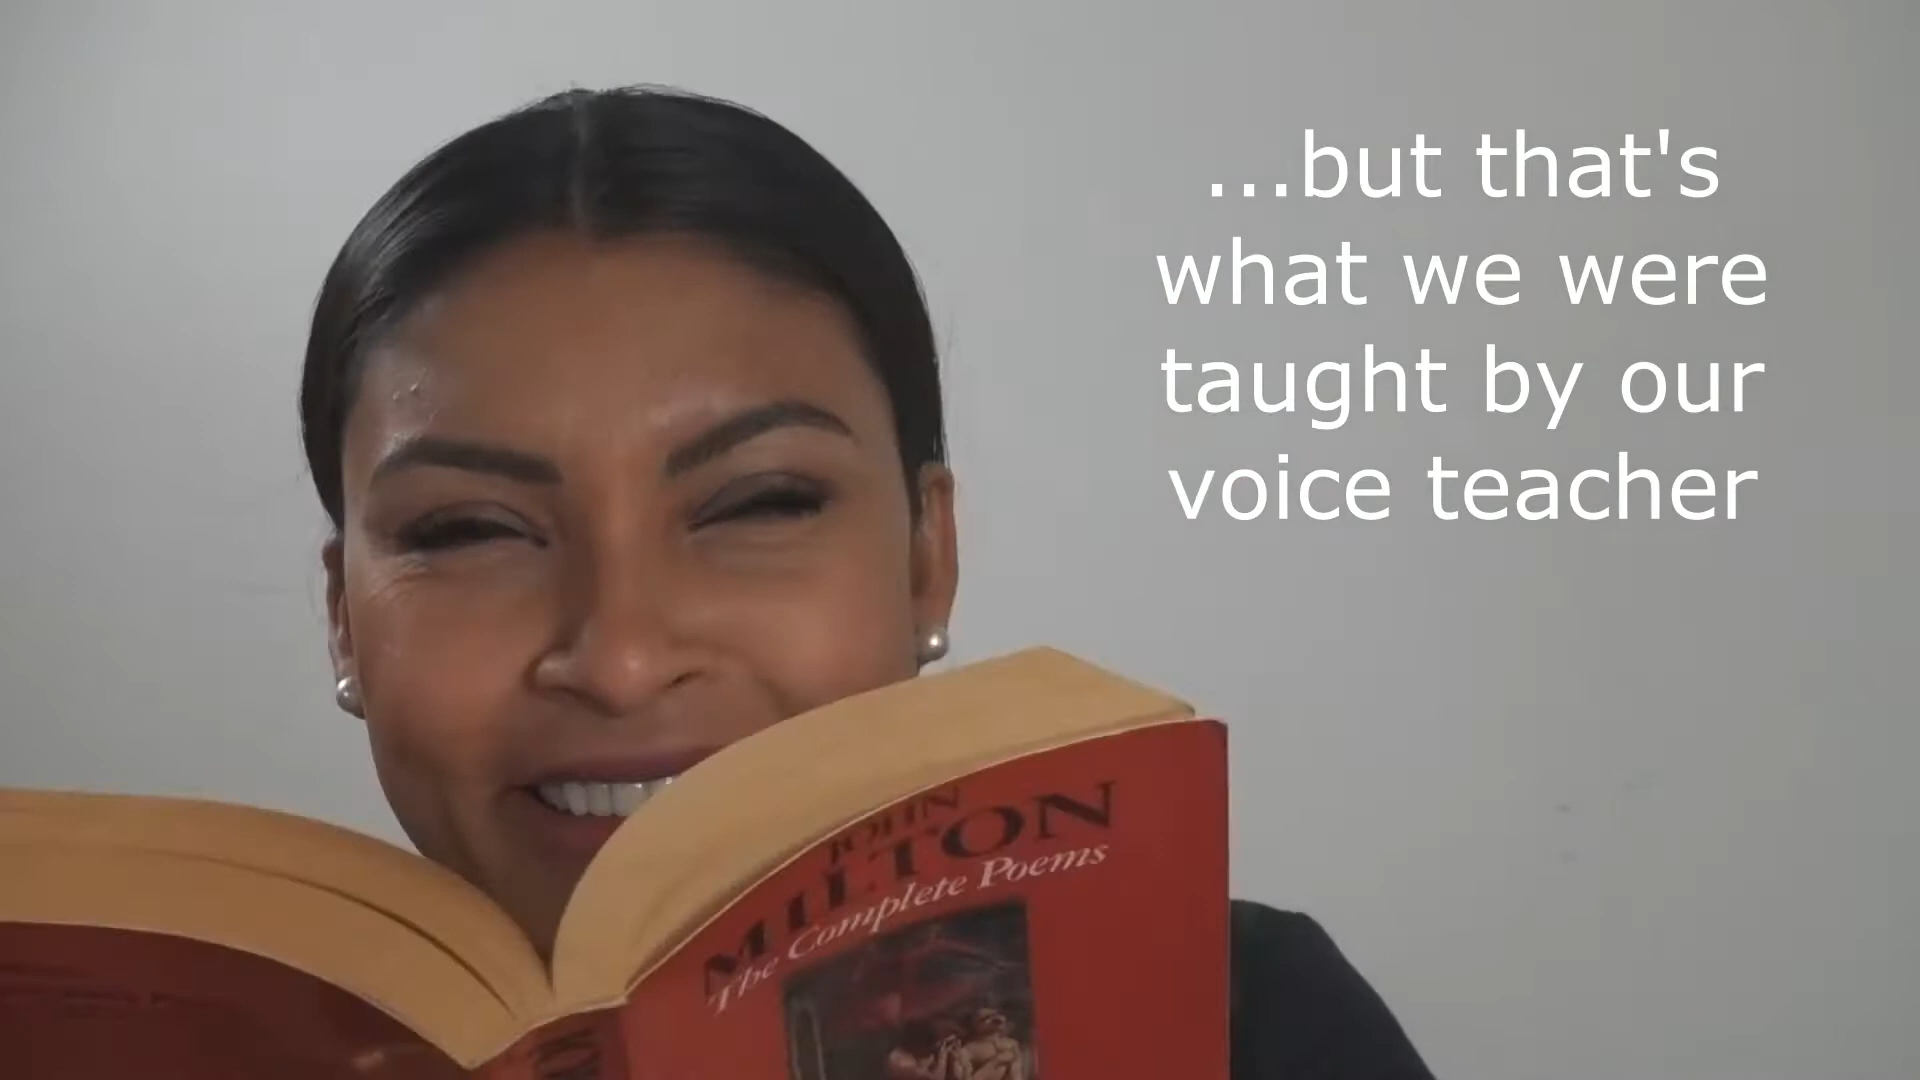 ...but that's
what we were
taught by our
voice teacher
JOHN
MILTON
The Complete Poems